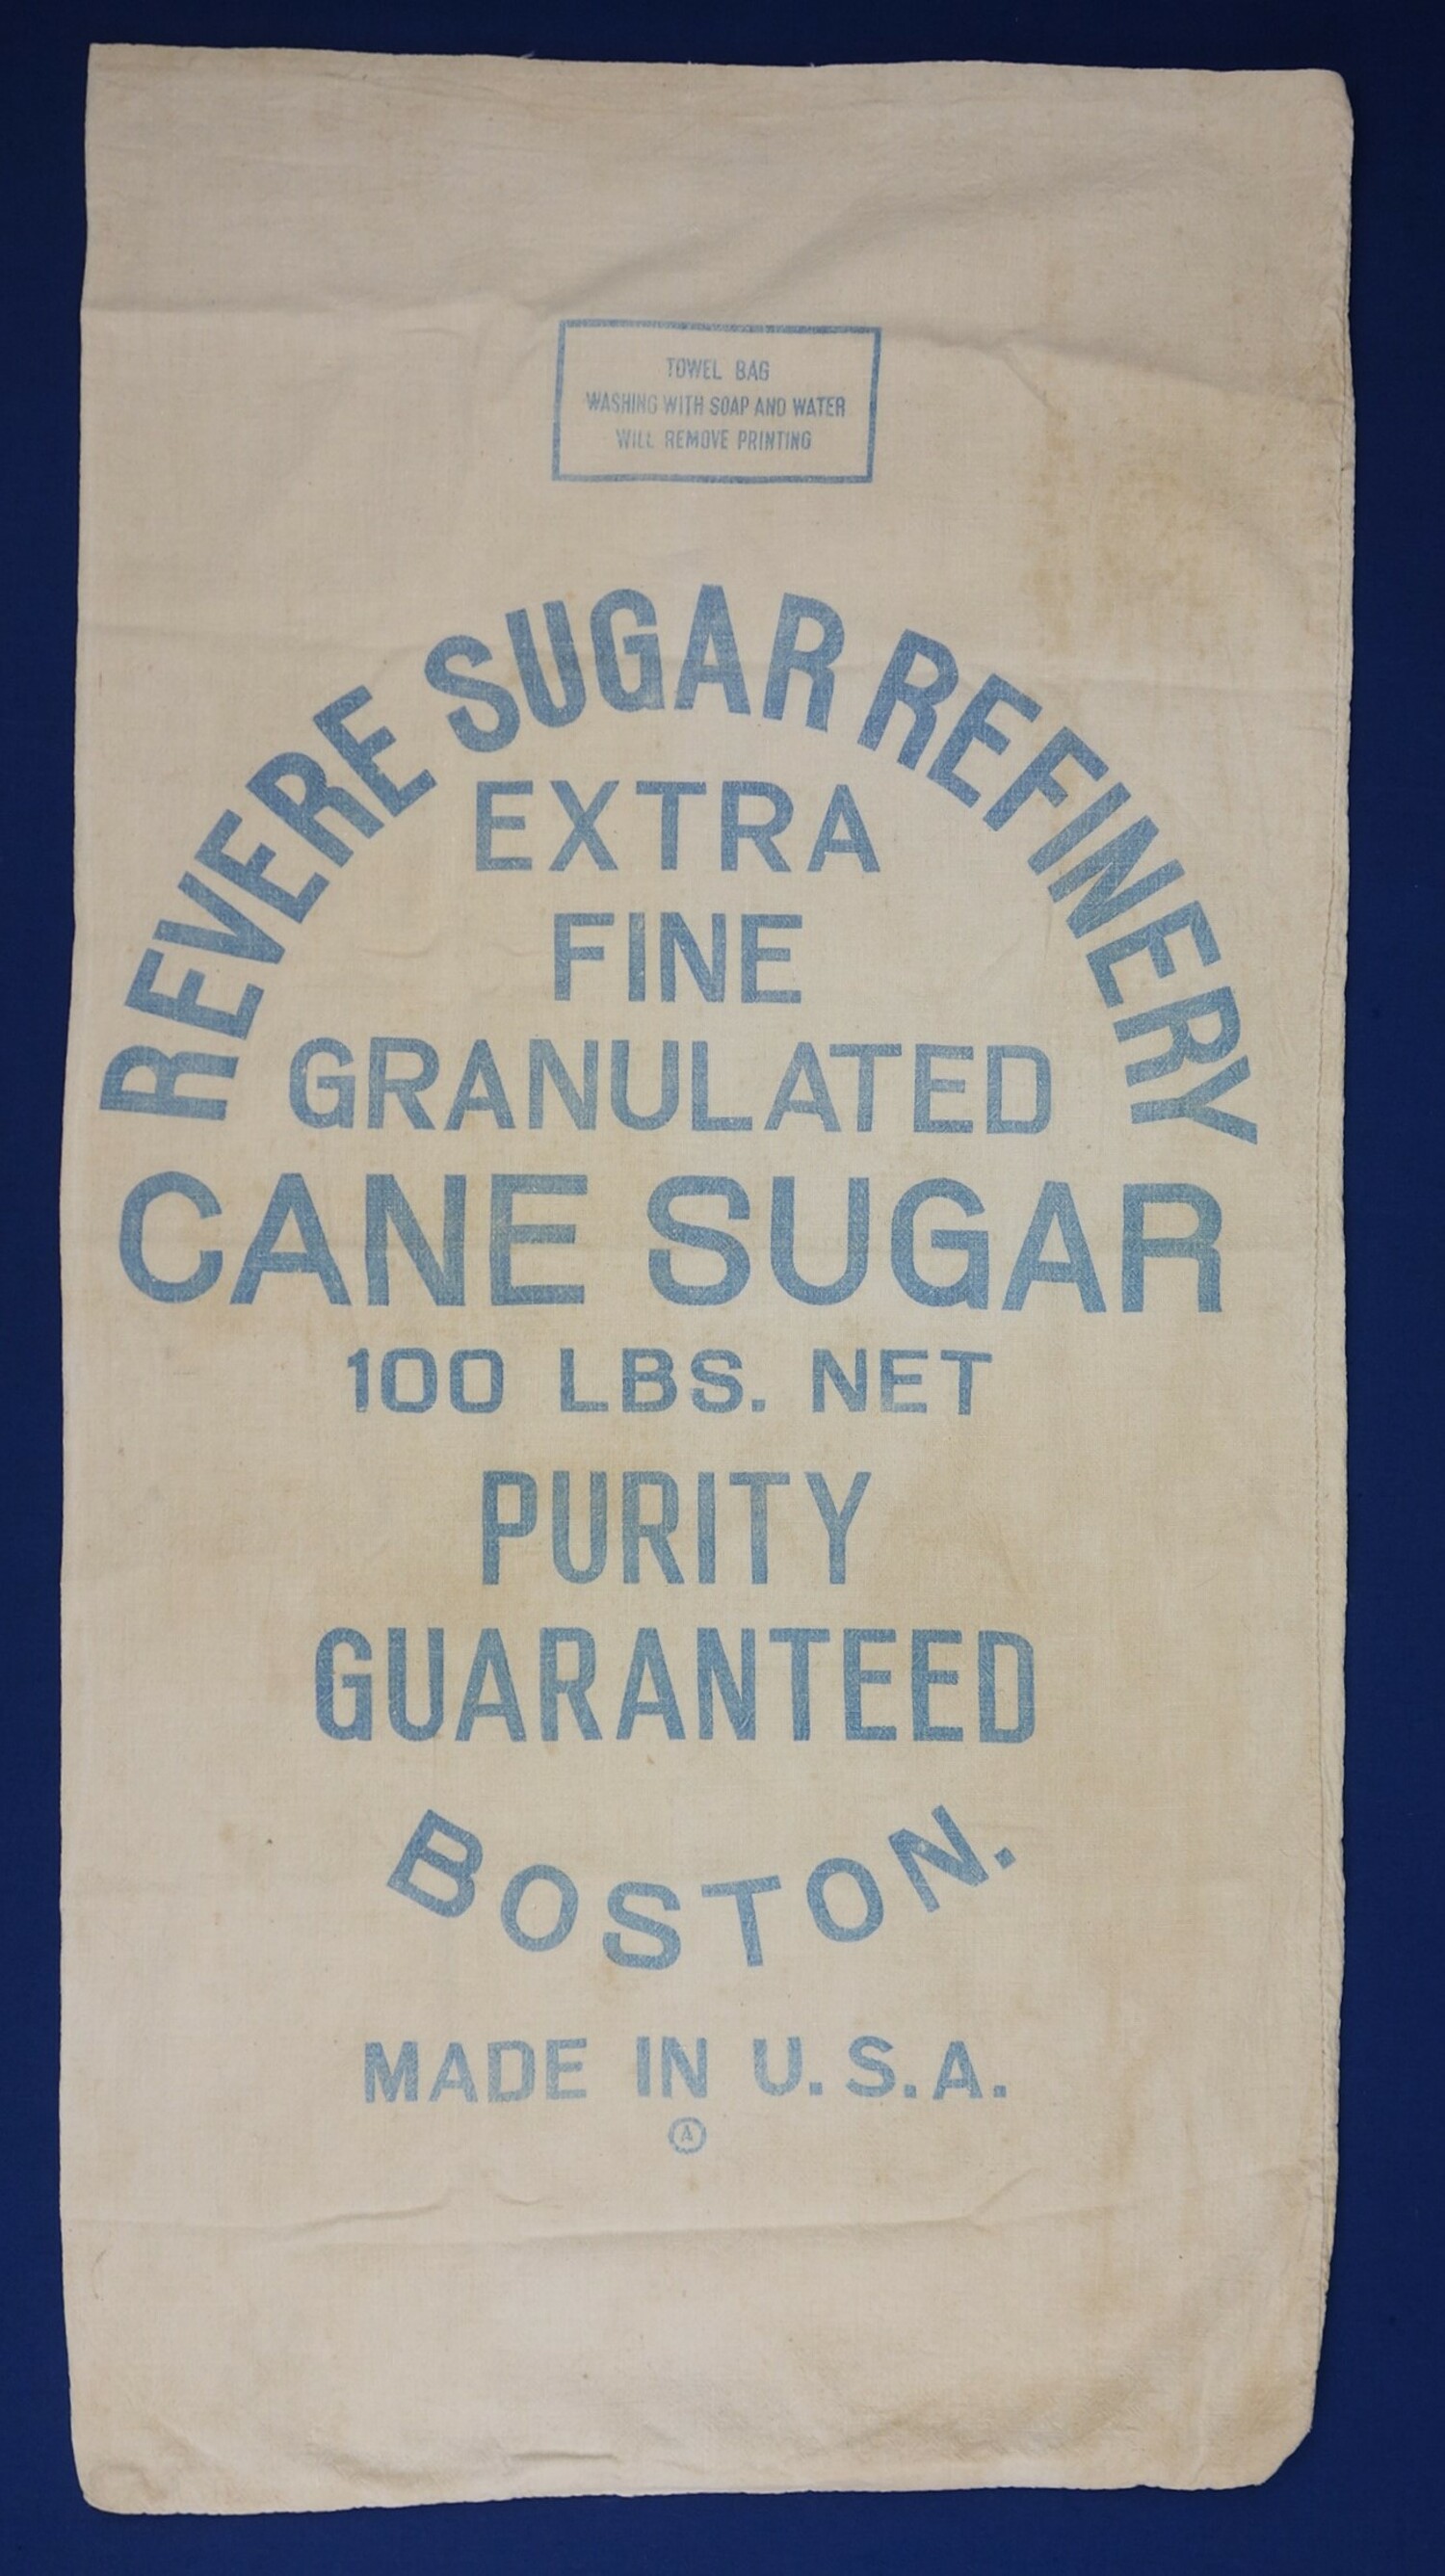 TOWEL BAG
WASHING WITH SOAP AND WATER
WILL REMOVE PRINTING
REVERE SUGAR REFINERY
EXTRA
FINE
GRANULATED
CANE SUGAR
100 LBS. NET
PURITY
GUARANTEED
BOSTON.
MADE IN U.S.A.
A